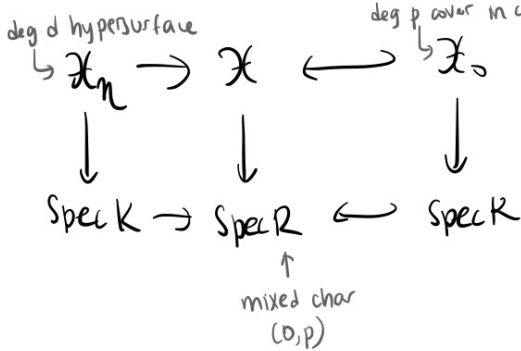 deg d hypersurface
deg p cover in c
𝒳η → 𝒳 ↩ 𝒳₀
Spec K → Spec R ↩ Spec k
mixed char
(0,p)